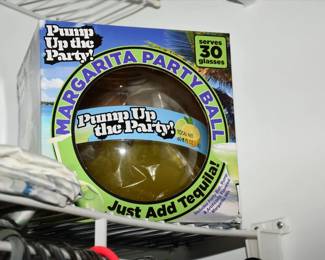 Pump
Up the
Party!
serves
30
glasses
MARGARITA PARTY BALL
Pump Up
the Party!
Just Add Tequila!